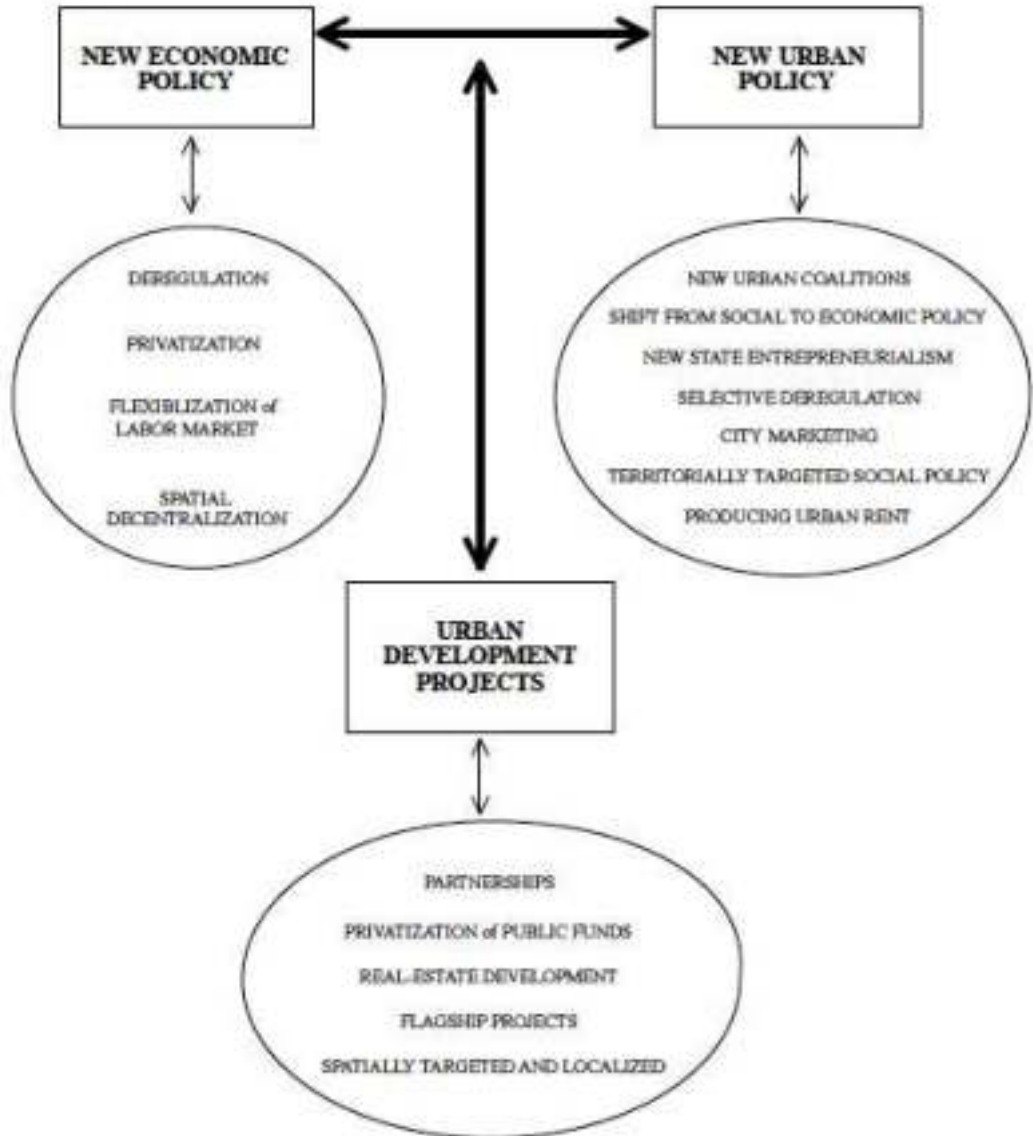 NEW ECONOMIC
POLICY
NEW URBAN
POLICY
DEREGULATION
PRIVATIZATION
FLEXIBLIZATION of
LABOR MARKET
SPATIAL
DECENTRALIZATION
NEW URBAN COALITIONS
SHIFT FROM SOCIAL TO ECONOMIC POLICY
NEW STATE ENTREPRENEURIALISM
SELECTIVE DEREGULATION
CITY MARKETING
TERRITORIALLY TARGETED SOCIAL POLICY
PRODUCING URBAN RENT
URBAN
DEVELOPMENT
PROJECTS
PARTNERSHIPS
PRIVATIZATION of PUBLIC FUNDS
REAL-ESTATE DEVELOPMENT
FLAGSHIP PROJECTS
SPATIALLY TARGETED AND LOCALIZED